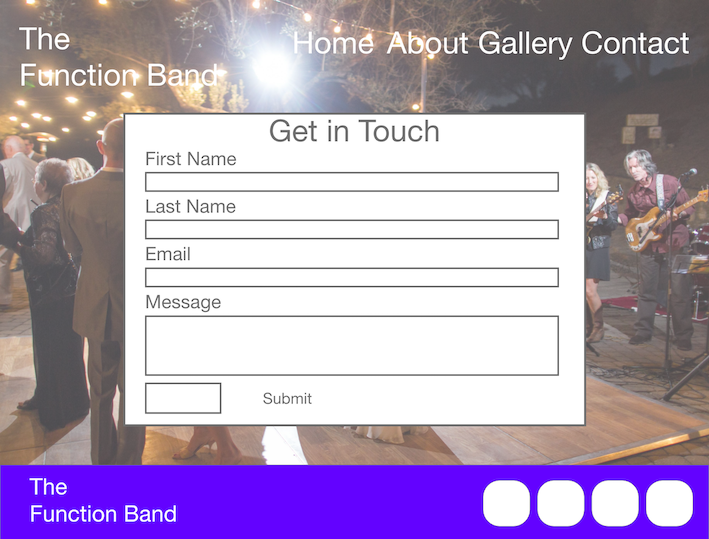 The
Function Band
Home About Gallery Contact
Get in Touch
First Name
Last Name
Email
Message
Submit
The
Function Band